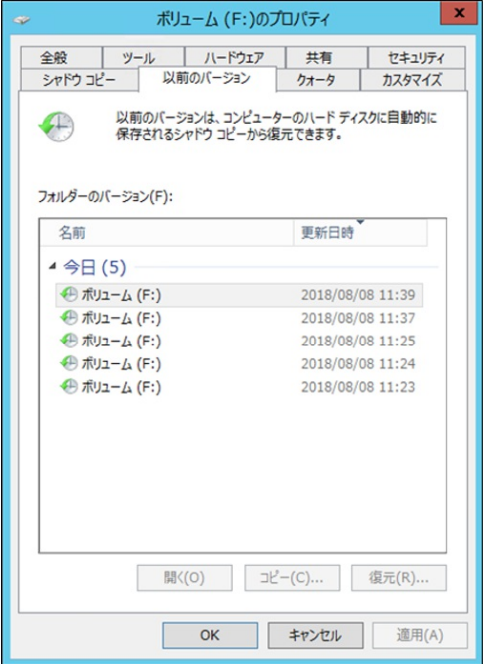 ボリューム (F:)のプロパティ
x
全般 ツール ハードウェア 共有 セキュリティ
シャドウ コピー 以前のバージョン クォータ カスタマイズ
以前のバージョンは、コンピューターのハード ディスクに自動的に
保存されるシャドウ コピーから復元できます。
フォルダーのバージョン(F):
名前 更新日時
今日 (5)
ボリューム (F:) 2018/08/08 11:39
ボリューム (F:) 2018/08/08 11:37
ボリューム (F:) 2018/08/08 11:25
ボリューム (F:) 2018/08/08 11:24
ボリューム (F:) 2018/08/08 11:23
開く(O) コピー(C)... 復元(R)...
OK キャンセル 適用(A)